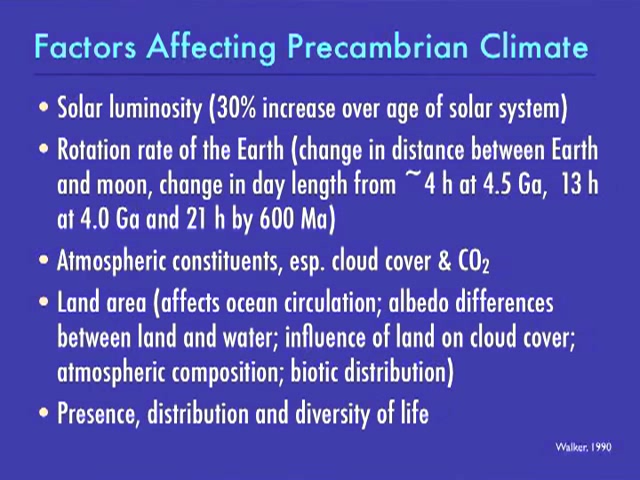 Factors Affecting Precambrian Climate
• Solar luminosity (30% increase over age of solar system)
• Rotation rate of the Earth (change in distance between Earth
and moon, change in day length from ~4 h at 4.5 Ga, 13 h
at 4.0 Ga and 21 h by 600 Ma)
• Atmospheric constituents, esp. cloud cover & CO₂
• Land area (affects ocean circulation; albedo differences
between land and water; influence of land on cloud cover;
atmospheric composition; biotic distribution)
• Presence, distribution and diversity of life
Walker, 1990